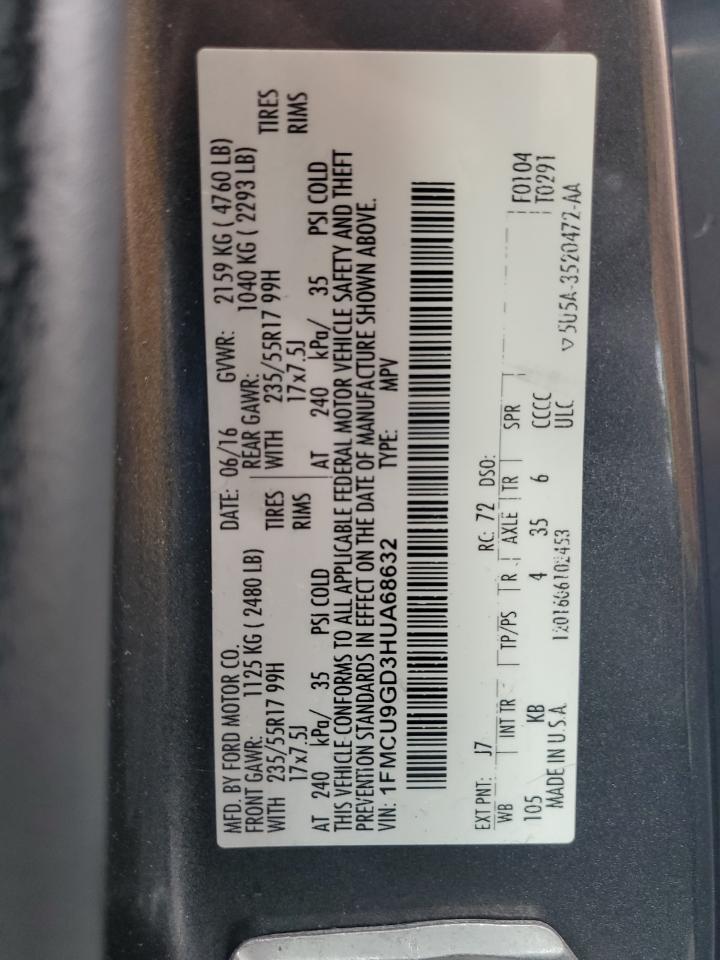 MFD. BY FORD MOTOR CO. DATE: 06/16 GVWR: 2159 KG ( 4760 LB)
FRONT GAWR: 1125 KG ( 2480 LB) REAR GAWR: 1040 KG ( 2293 LB)
WITH 235/55R17 99H TIRES WITH 235/55R17 99H TIRES
17x7.5J RIMS 17x7.5J RIMS
AT 240 kPa/ 35 PSI COLD AT 240 kPa/ 35 PSI COLD
THIS VEHICLE CONFORMS TO ALL APPLICABLE FEDERAL MOTOR VEHICLE SAFETY AND THEFT
PREVENTION STANDARDS IN EFFECT ON THE DATE OF MANUFACTURE SHOWN ABOVE.
VIN: 1FMCU9GD3HUA68632 TYPE: MPV
EXT PNT: J7 RC: 72 DSO:
WB INT TR TP/PS R AXLE TR SPR F0104
105 KB 4 35 6 CCCC T0291
MADE IN U.S.A. 1201606102453 ULC
5U5A-3520472-AA